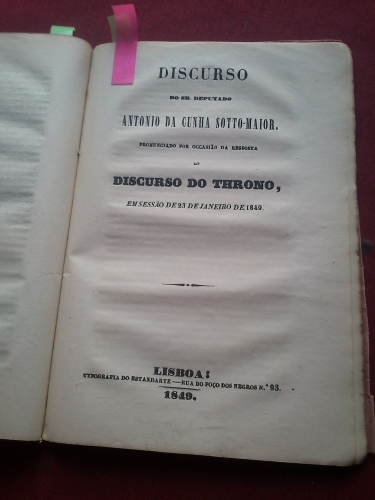 DISCURSO
DO SR. DEPUTADO
ANTONIO DA CUNHA SOTTO-MAIOR.
PRONUNCIADO POR OCCASIÃO DA RESPOSTA
AO
DISCURSO DO THRONO,
EM SESSÃO DE 23 DE JANEIRO DE 1849.
LISBOA:
TYPOGRAFIA DO ESTANDARTE—RUA DO POÇO DOS NEGROS N.º 93.
1849.